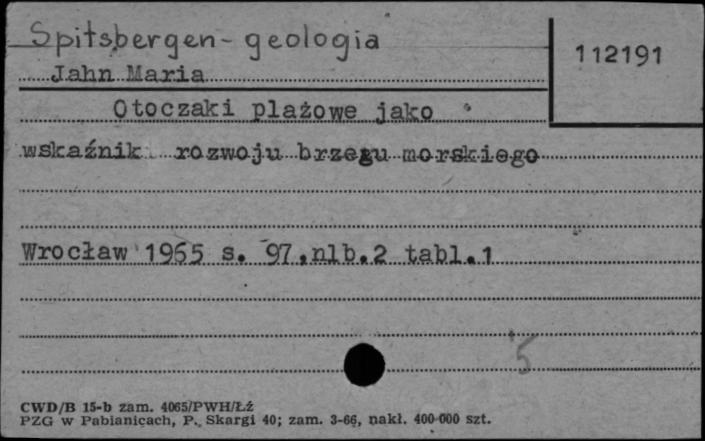 Spitsbergen - geologia
112191
Jahn Maria
Otoczaki plażowe jako
wskaźnik rozwoju brzegu morskiego
Wrocław 1965 s. 97,nlb.2 tabl.1
5
CWD/B 15-b zam. 4065/PWH/Łź
PZG w Pabianicach, P. Skargi 40; zam. 3-66, nakł. 400 000 szt.